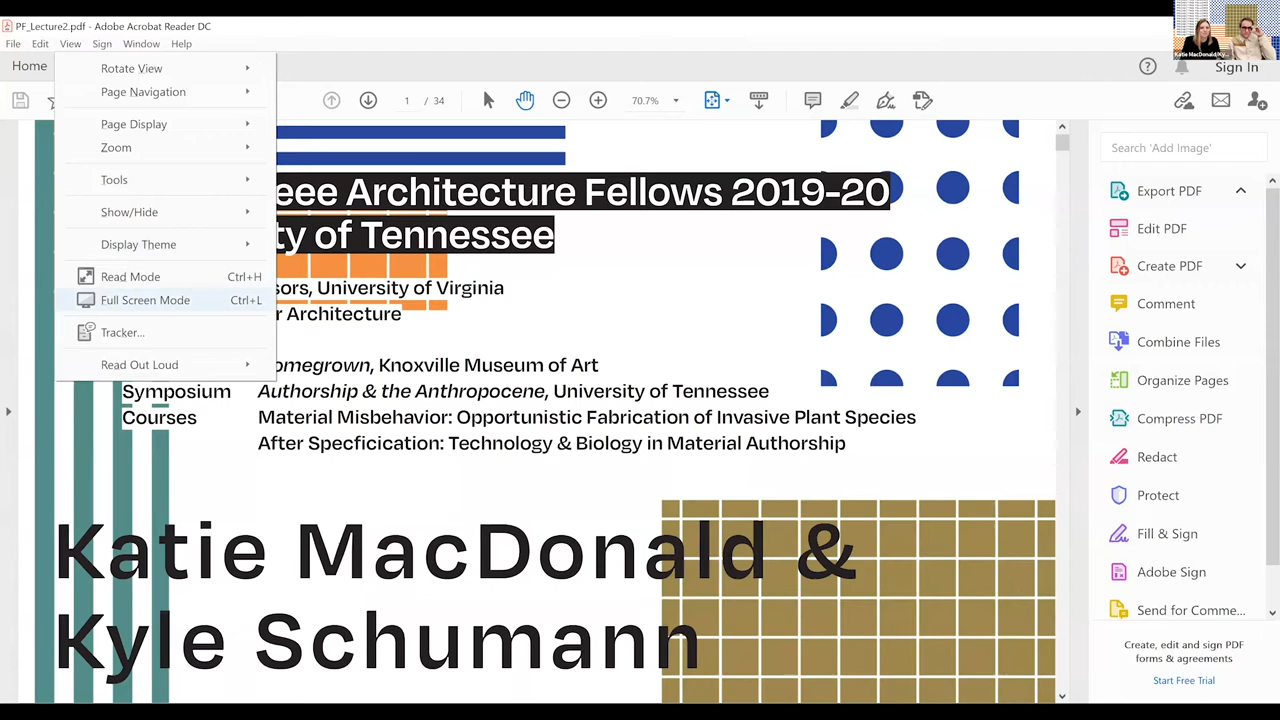 PF_Lecture2.pdf - Adobe Acrobat Reader DC
File Edit View Sign Window Help
Home
Sign In
1 / 34
70.7%
Rotate View
Page Navigation
Page Display
Zoom
Tools
Show/Hide
Display Theme
Read Mode Ctrl+H
Full Screen Mode Ctrl+L
Tracker...
Read Out Loud
Architecture Fellows 2019-20
of Tennessee
University of Virginia
Architecture
Knoxville Museum of Art
Symposium Authorship & the Anthropocene, University of Tennessee
Courses Material Misbehavior: Opportunistic Fabrication of Invasive Plant Species
After Specficication: Technology & Biology in Material Authorship
Katie MacDonald &
Kyle Schumann
Search 'Add Image'
Export PDF
Edit PDF
Create PDF
Comment
Combine Files
Organize Pages
Compress PDF
Redact
Protect
Fill & Sign
Adobe Sign
Send for Comme...
Create, edit and sign PDF
forms & agreements
Start Free Trial